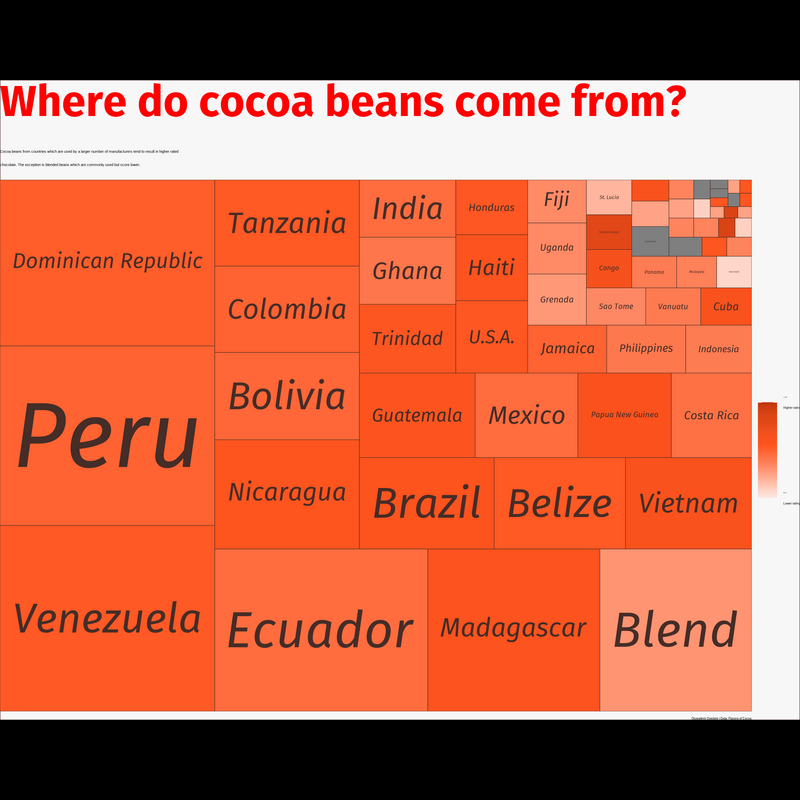 Where do cocoa beans come from?
Cocoa beans from countries which are used by a larger number of manufacturers tend to result in higher rated
chocolate. The exception is blended beans which are commonly used but score lower.
Dominican Republic
Peru
Venezuela
Tanzania
Colombia
Bolivia
Nicaragua
Ecuador
Madagascar
Blend
India
Ghana
Trinidad
Honduras
Haiti
U.S.A.
Guatemala
Mexico
Papua New Guinea
Costa Rica
Brazil
Belize
Vietnam
Fiji
Uganda
Grenada
Jamaica
Philippines
Indonesia
St. Lucia
Congo
Sao Tome
Vanuatu
Cuba
Panama
Malaysia
Higher rating
Lower rating